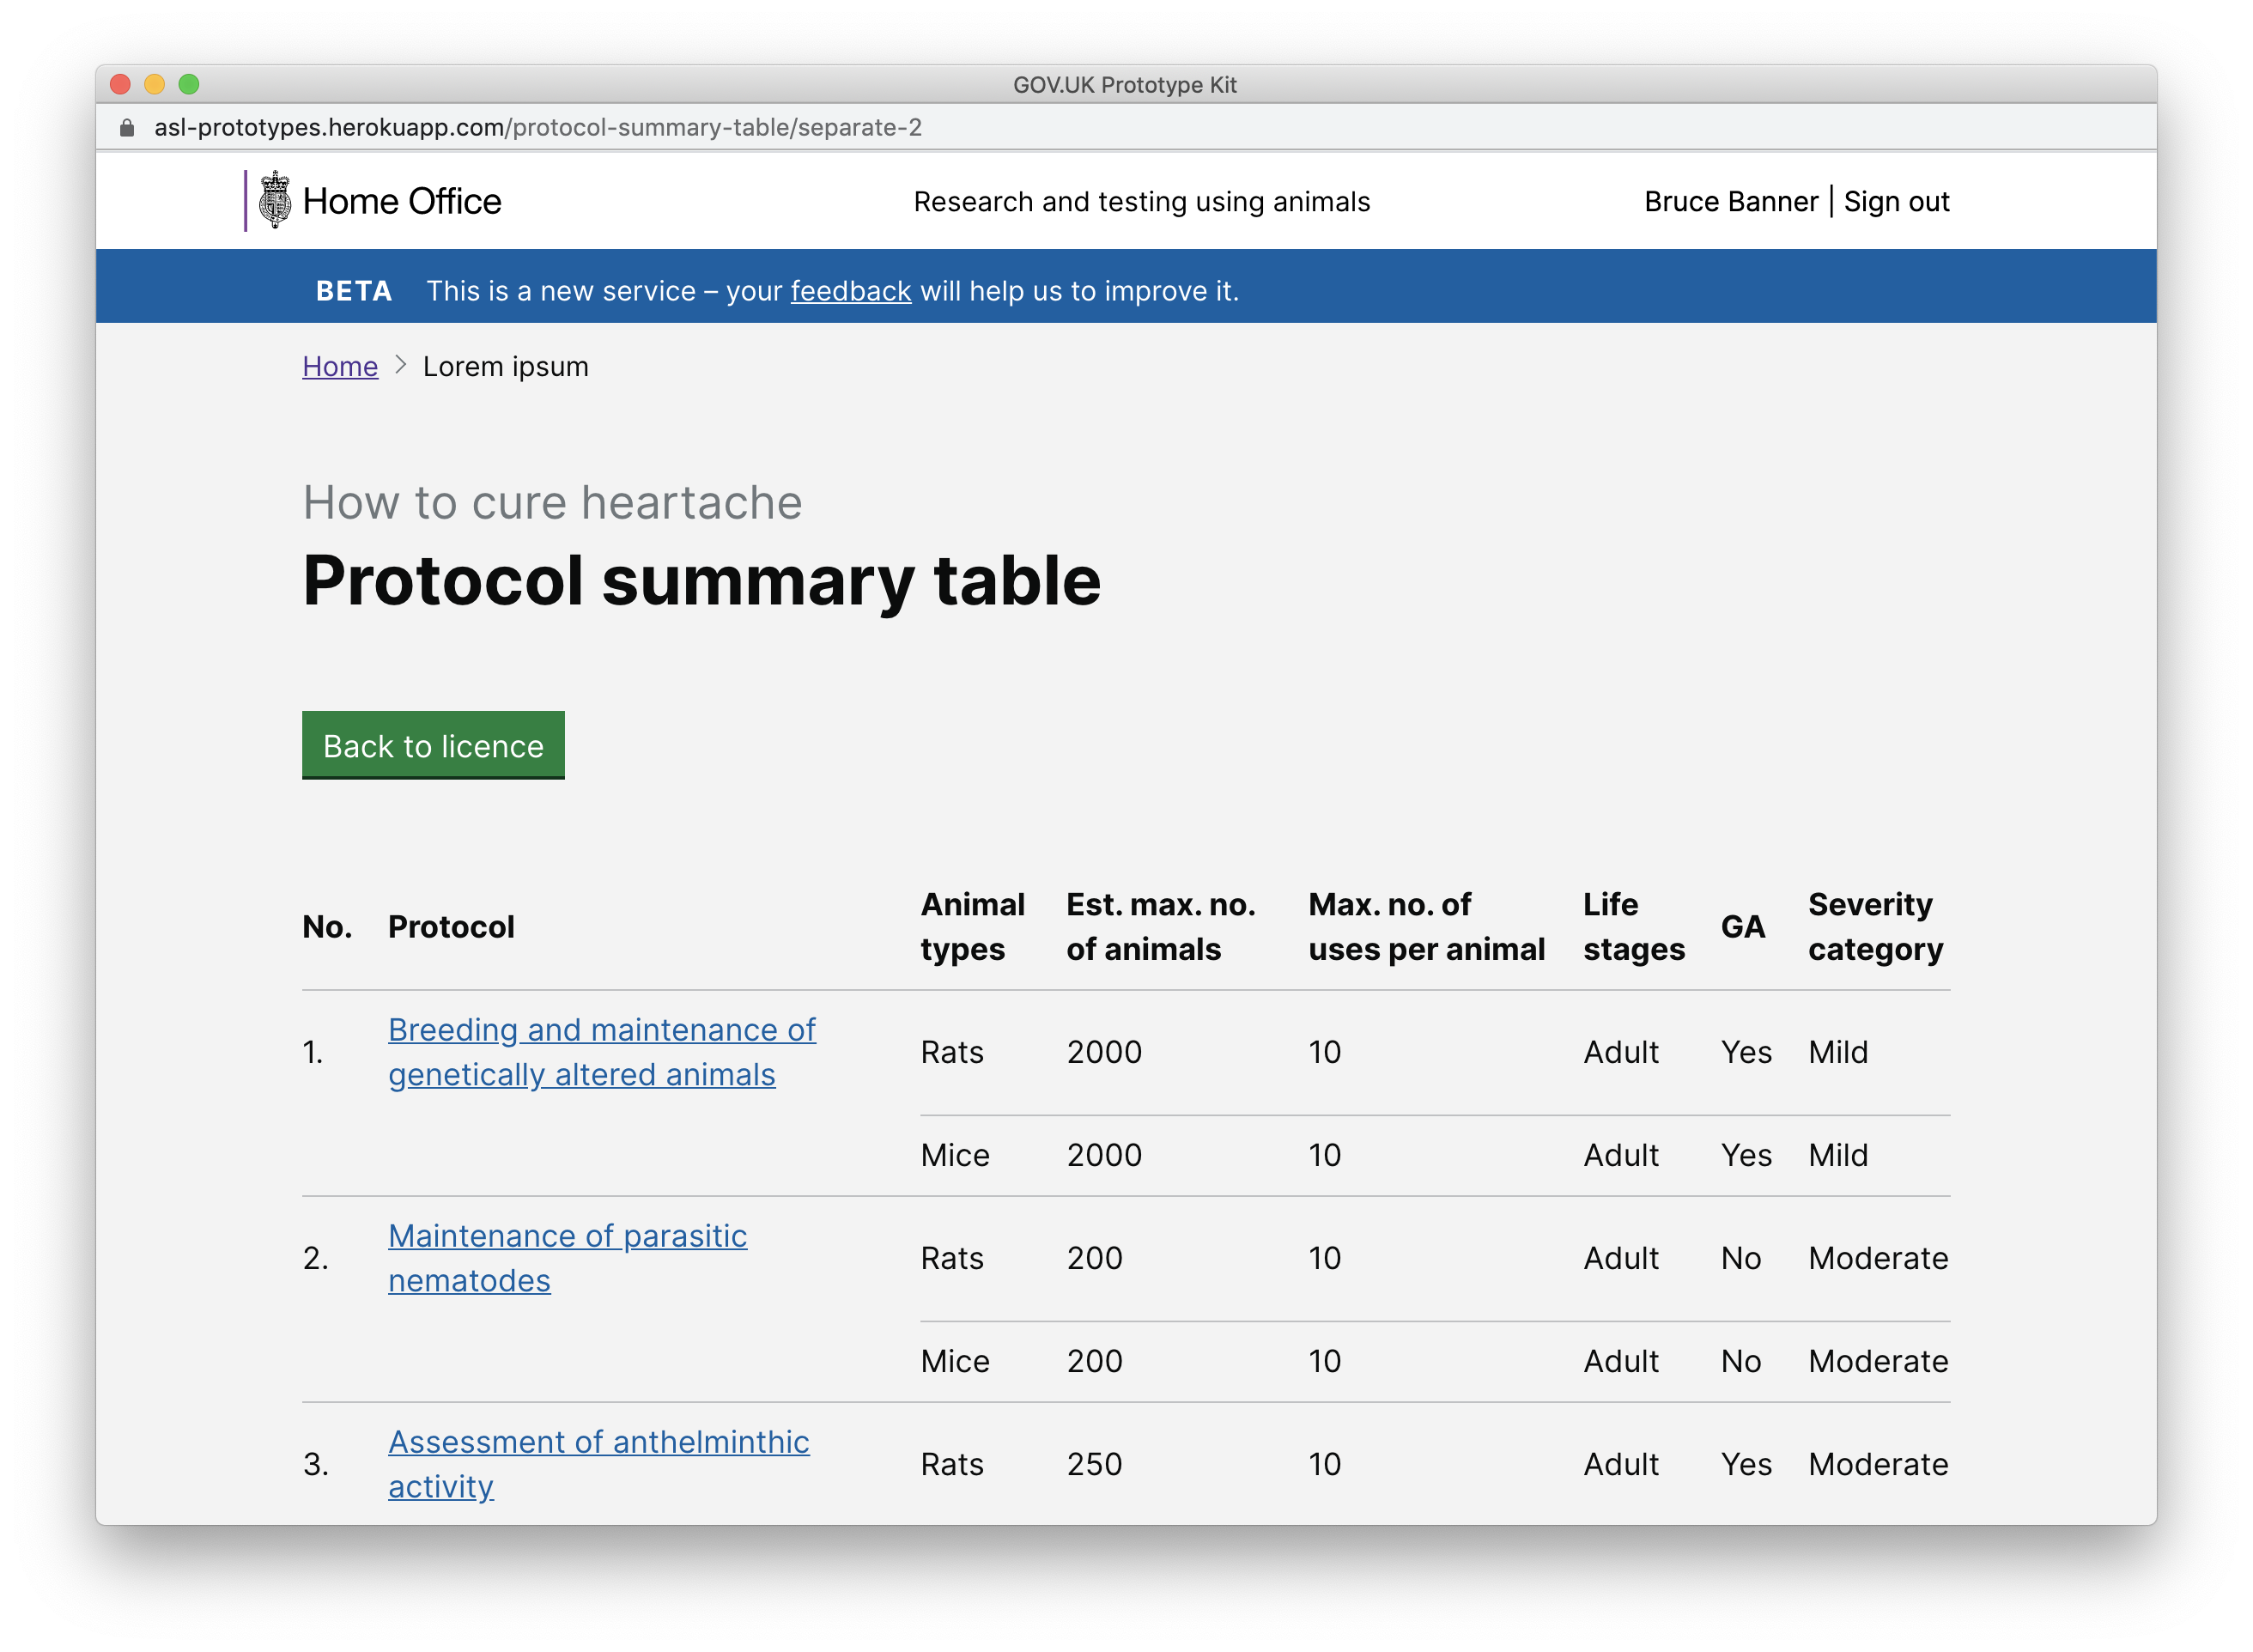 GOV.UK Prototype Kit
asl-prototypes.herokuapp.com/protocol-summary-table/separate-2
Home Office
Research and testing using animals
Bruce Banner | Sign out
BETA This is a new service – your feedback will help us to improve it.
Home > Lorem ipsum
How to cure heartache
Protocol summary table
Back to licence
No. Protocol Animal types Est. max. no. of animals Max. no. of uses per animal Life stages GA Severity category
1. Breeding and maintenance of genetically altered animals Rats 2000 10 Adult Yes Mild
Mice 2000 10 Adult Yes Mild
2. Maintenance of parasitic nematodes Rats 200 10 Adult No Moderate
Mice 200 10 Adult No Moderate
3. Assessment of anthelminthic activity Rats 250 10 Adult Yes Moderate